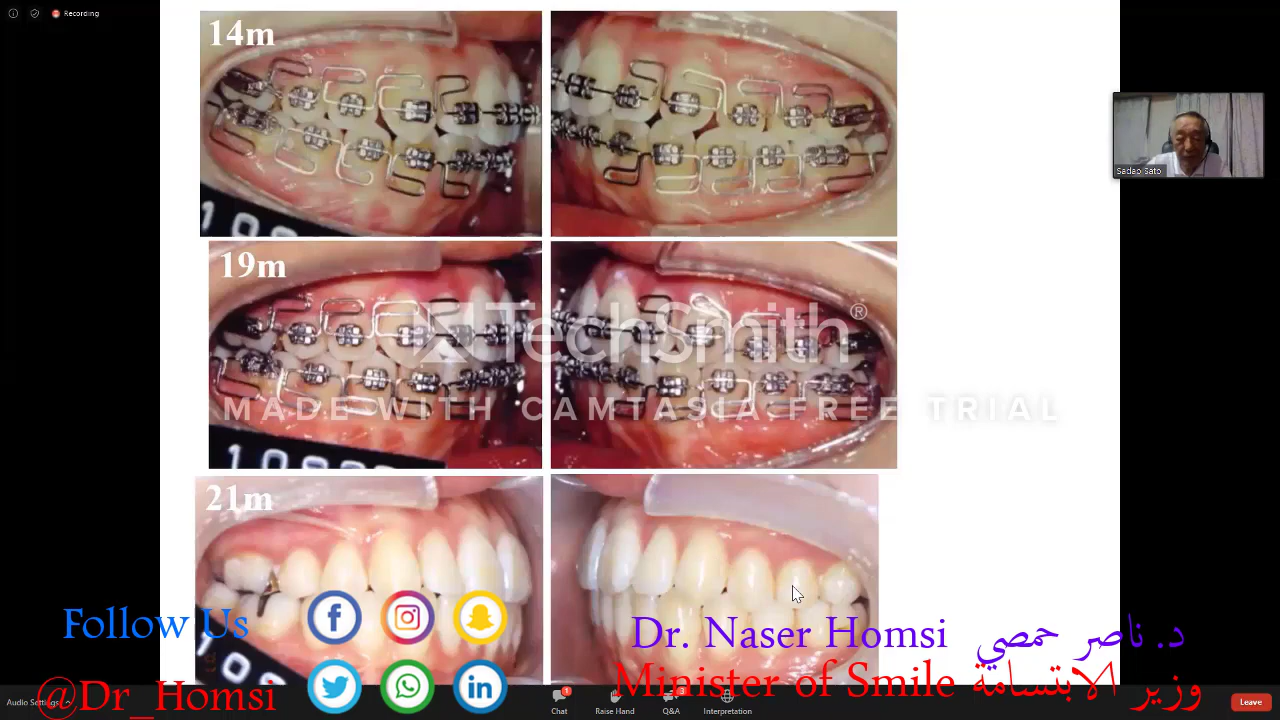 Recording
14m
Sadao Sato
19m
TechSmith®
MADE WITH CAMTASIA FREE TRIAL
21m
Follow Us
@Dr_Homsi
Dr. Naser Homsi د. ناصر حمصي
Minister of Smile وزير الابتسامة
Audio Settings
Chat
Raise Hand
Q&A
Interpretation
Leave